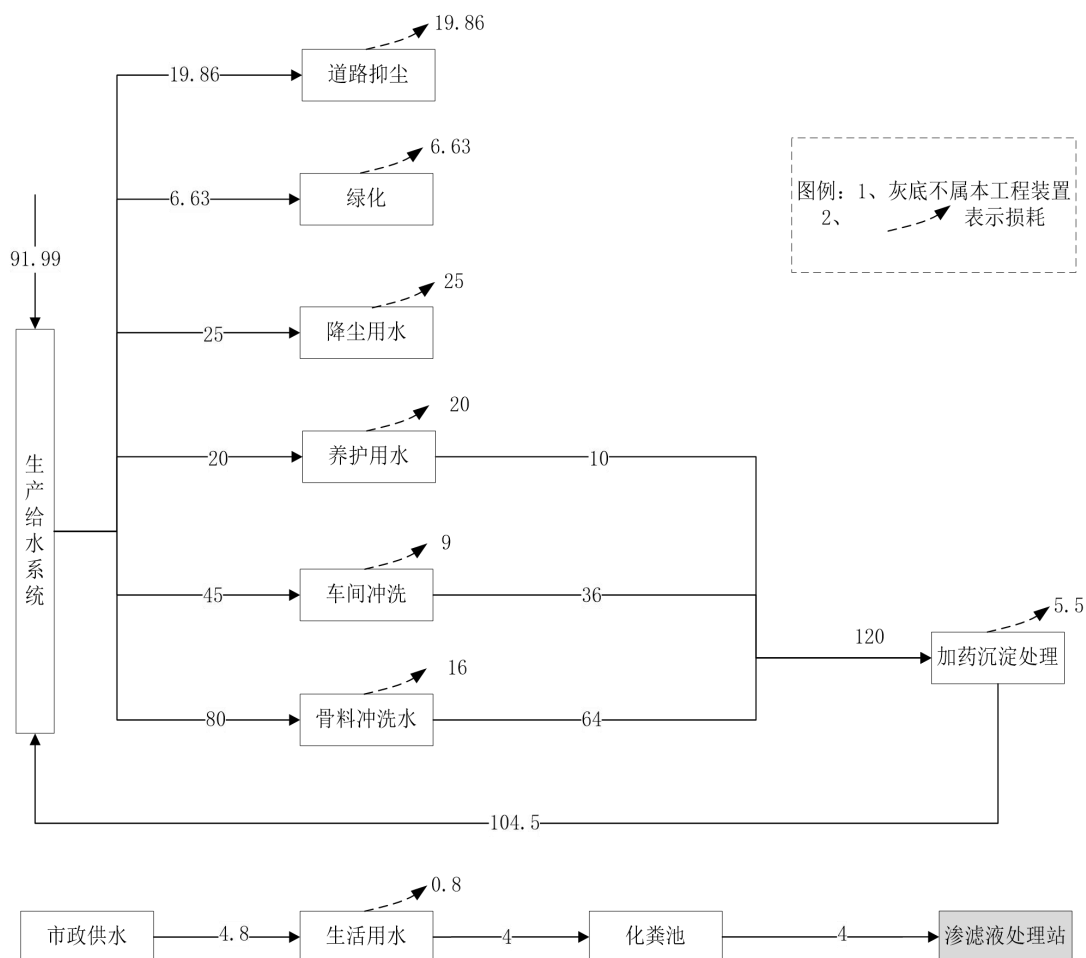 19.86
19.86
道路抑尘
6.63
6.63
绿化
图例：1、灰底不属本工程装置
2、 表示损耗
91.99
25
25
降尘用水
20
20
养护用水
10
生产给水系统
9
45
车间冲洗
36
5.5
120
加药沉淀处理
16
80
骨料冲洗水
64
104.5
0.8
市政供水
4.8
生活用水
4
化粪池
4
渗滤液处理站